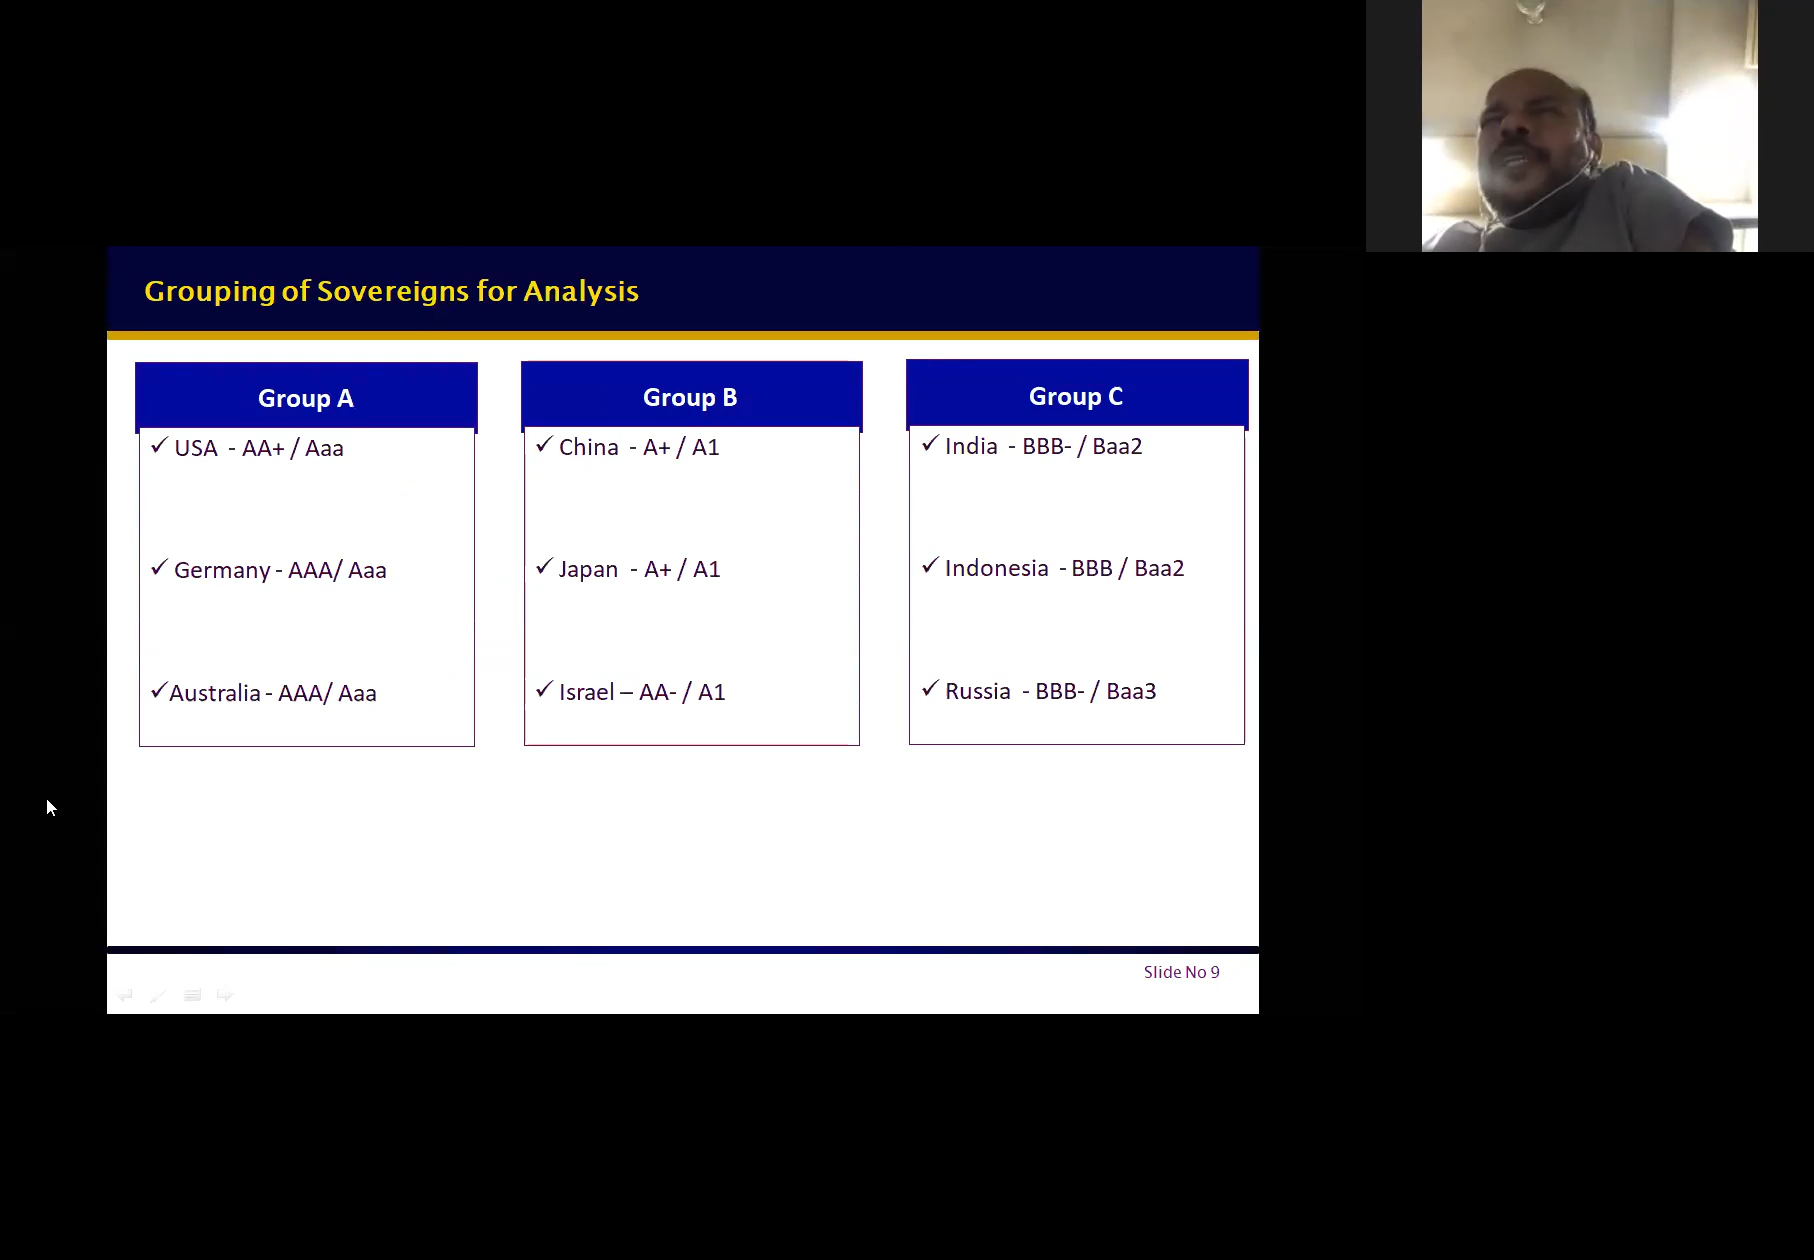 Grouping of Sovereigns for Analysis
Group A
✓ USA - AA+ / Aaa
✓ Germany - AAA/ Aaa
✓Australia - AAA/ Aaa
Group B
✓ China - A+ / A1
✓ Japan - A+ / A1
✓ Israel – AA- / A1
Group C
✓ India - BBB- / Baa2
✓ Indonesia - BBB / Baa2
✓ Russia - BBB- / Baa3
Slide No 9